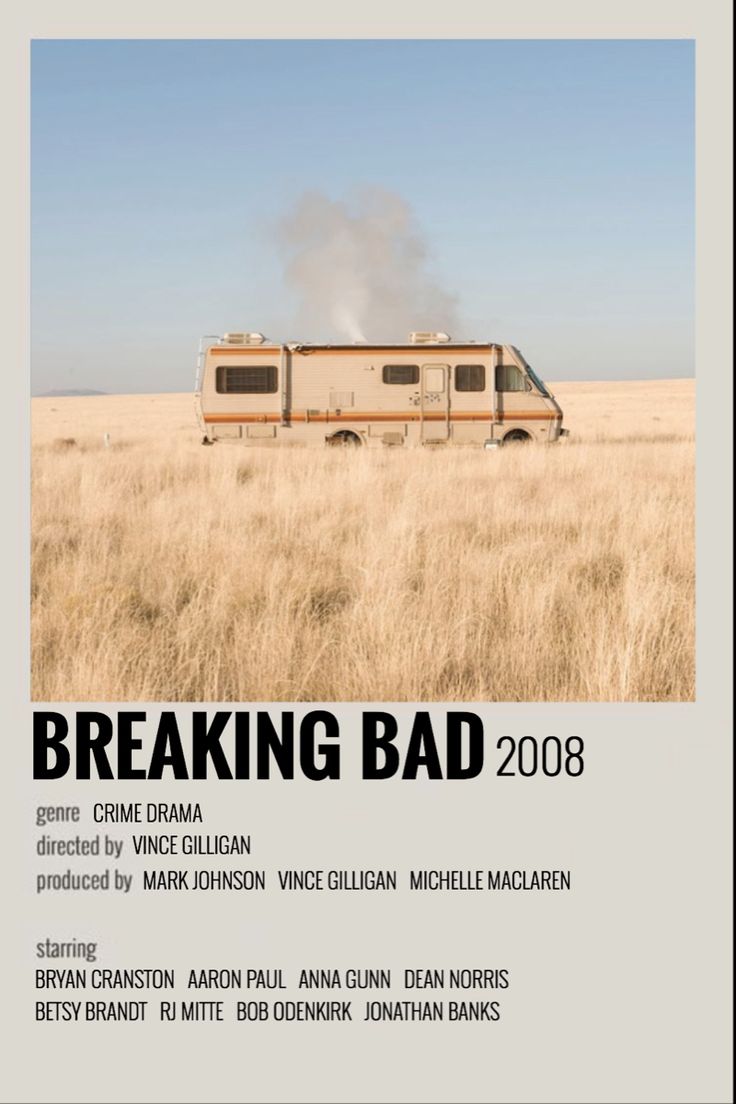 BREAKING BAD 2008
genre CRIME DRAMA
directed by VINCE GILLIGAN
produced by MARK JOHNSON VINCE GILLIGAN MICHELLE MACLAREN
starring
BRYAN CRANSTON AARON PAUL ANNA GUNN DEAN NORRIS
BETSY BRANDT RJ MITTE BOB ODENKIRK JONATHAN BANKS